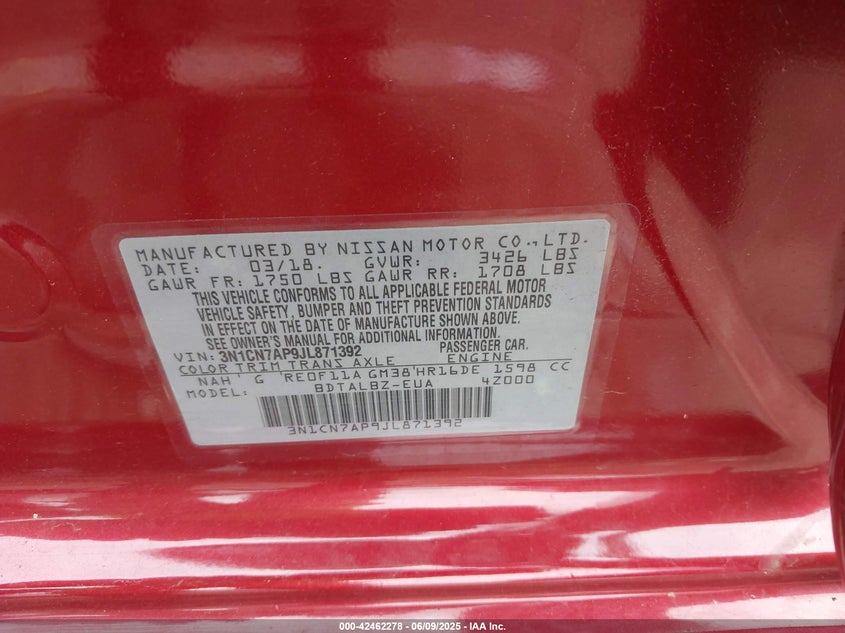 MANUFACTURED BY NISSAN MOTOR CO., LTD.
DATE: 03/18. GVWR: 3426 LBS
GAWR FR: 1750 LBS GAWR RR: 1708 LBS
THIS VEHICLE CONFORMS TO ALL APPLICABLE FEDERAL MOTOR
VEHICLE SAFETY, BUMPER AND THEFT PREVENTION STANDARDS
IN EFFECT ON THE DATE OF MANUFACTURE SHOWN ABOVE.
SEE OWNER'S MANUAL FOR ADDITIONAL INFORMATION.
VIN: 3N1CN7AP9JL871392 PASSENGER CAR.
COLOR TRIM TRANS AXLE ENGINE
NAH G RE0F11A GM38 HR16DE 1598 CC
MODEL: BDTALBZ-EUA 4Z000
3N1CN7AP9JL871392
000-42462278 - 06/09/2025 - IAA Inc.